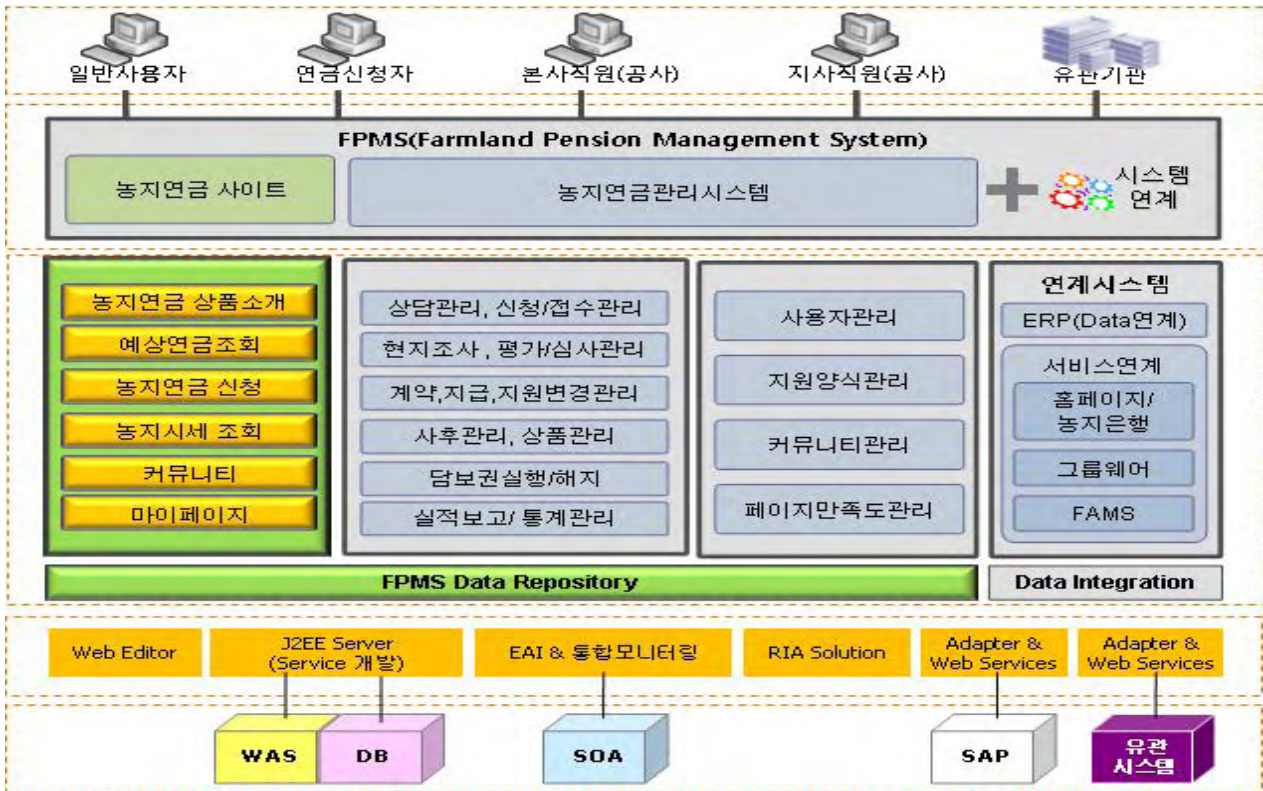 일반사용자
연금신청자
본사직원(공사)
지사직원(공사)
유관기관
FPMS(Farmland Pension Management System)
농지연금 사이트
농지연금관리시스템
시스템
연계
농지연금 상품소개
예상연금조회
농지연금 신청
농지시세 조회
커뮤니티
마이페이지
상담관리, 신청/접수관리
현지조사 , 평가/심사관리
계약,지급,지원변경관리
사후관리, 상품관리
담보권실행/해지
실적보고/ 통계관리
사용자관리
지원양식관리
커뮤니티관리
페이지만족도관리
연계시스템
ERP(Data연계)
서비스연계
홈페이지/
농지은행
그룹웨어
FAMS
FPMS Data Repository
Data Integration
Web Editor
J2EE Server
(Service 개발)
EAI & 통합모니터링
RIA Solution
Adapter &
Web Services
Adapter &
Web Services
WAS
DB
SOA
SAP
유관
시스템